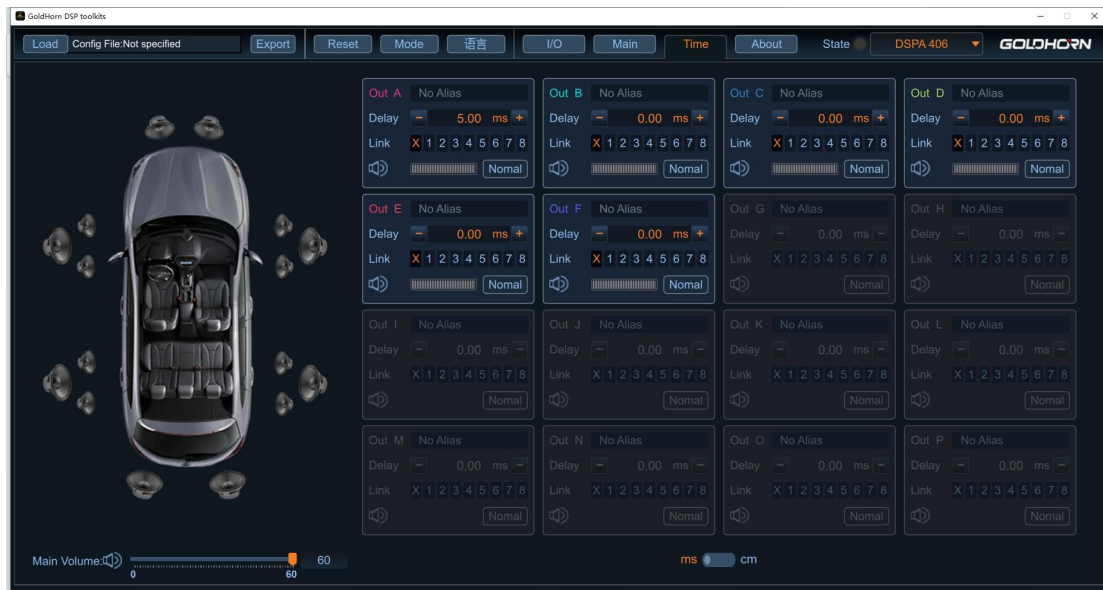 GoldHorn DSP toolkits
Load Config File:Not specified Export Reset Mode 语言 I/O Main Time About State DSPA 406 GOLDHORN
Out A No Alias Out B No Alias Out C No Alias Out D No Alias
Delay − 5.00 ms + Delay − 0.00 ms + Delay − 0.00 ms + Delay − 0.00 ms +
Link X 1 2 3 4 5 6 7 8 Link X 1 2 3 4 5 6 7 8 Link X 1 2 3 4 5 6 7 8 Link X 1 2 3 4 5 6 7 8
Normal Normal Normal Normal
Out E No Alias Out F No Alias Out G No Alias Out H No Alias
Delay − 0.00 ms + Delay − 0.00 ms + Delay − 0.00 ms − Delay − 0.00 ms −
Link X 1 2 3 4 5 6 7 8 Link X 1 2 3 4 5 6 7 8 Link X 1 2 3 4 5 6 7 8 Link X 1 2 3 4 5 6 7 8
Normal Normal Nomal Nomal
Out I No Alias Out J No Alias Out K No Alias Out L No Alias
Delay − 0.00 ms − Delay − 0.00 ms − Delay − 0.00 ms − Delay − 0.00 ms −
Link X 1 2 3 4 5 6 7 8 Link X 1 2 3 4 5 6 7 8 Link X 1 2 3 4 5 6 7 8 Link X 1 2 3 4 5 6 7 8
Nomal Nomal Nomal Nomal
Out M No Alias Out N No Alias Out O No Alias Out P No Alias
Delay − 0.00 ms − Delay − 0.00 ms − Delay − 0.00 ms − Delay − 0.00 ms −
Link X 1 2 3 4 5 6 7 8 Link X 1 2 3 4 5 6 7 8 Link X 1 2 3 4 5 6 7 8 Link X 1 2 3 4 5 6 7 8
Nomal Nomal Nomal Nomal
Main Volume: 60 ms cm
0 60